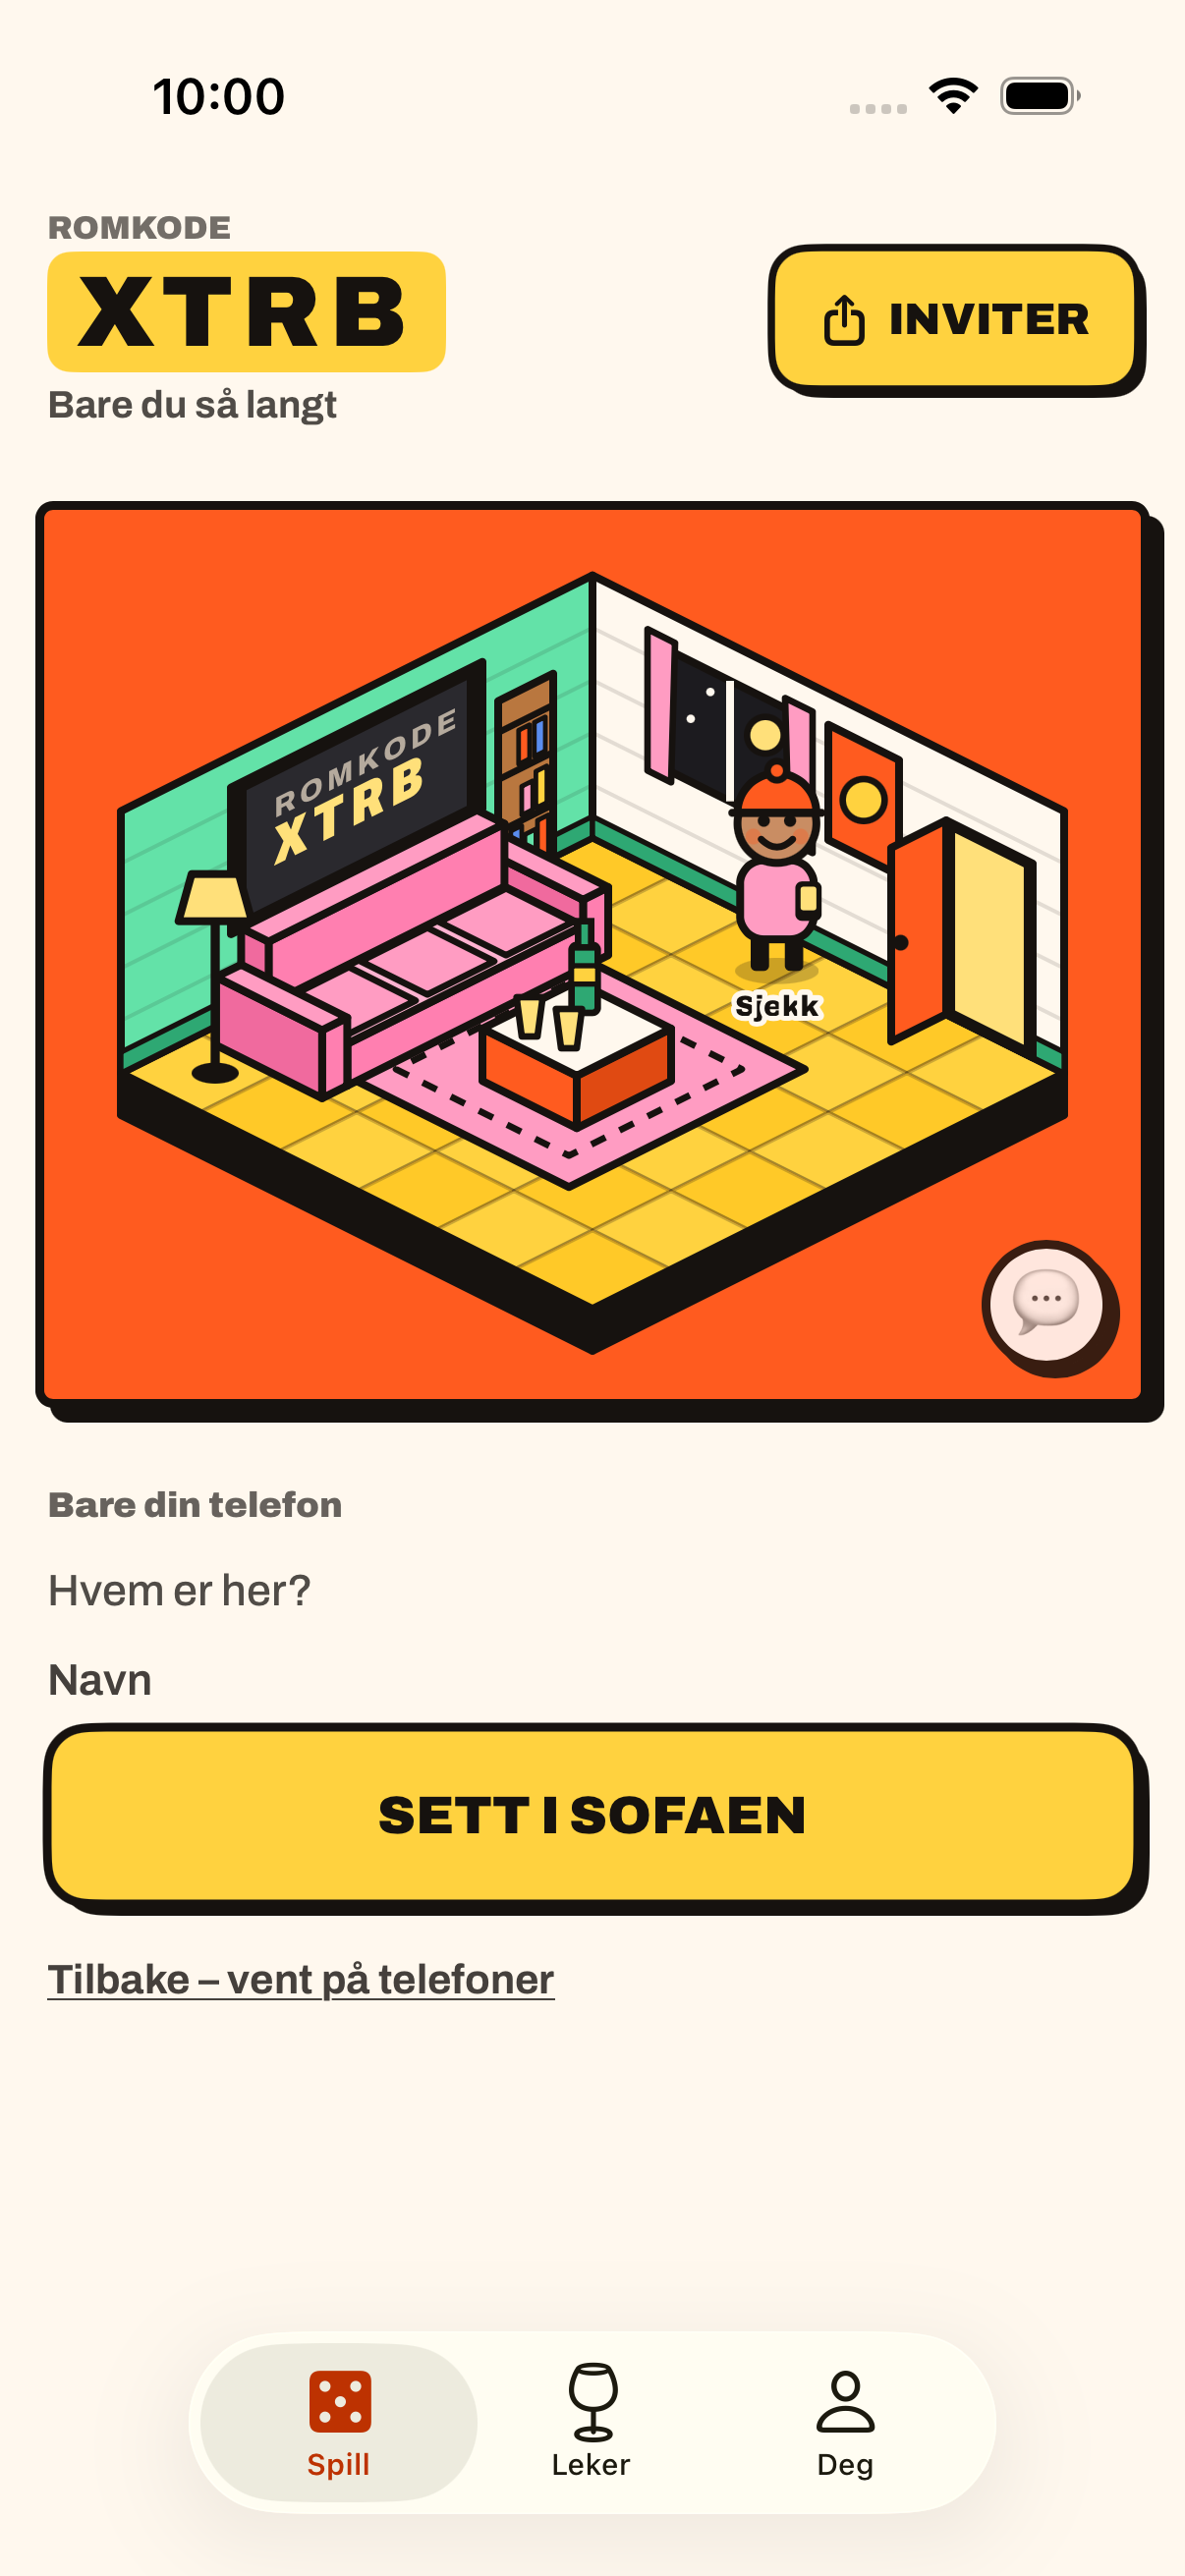 10:00
ROMKODE
XTRB
INVITER
Bare du så langt
ROMKODE
XTRB
Sjekk
Bare din telefon
Hvem er her?
Navn
SETT I SOFAEN
Tilbake – vent på telefoner
Spill
Leker
Deg